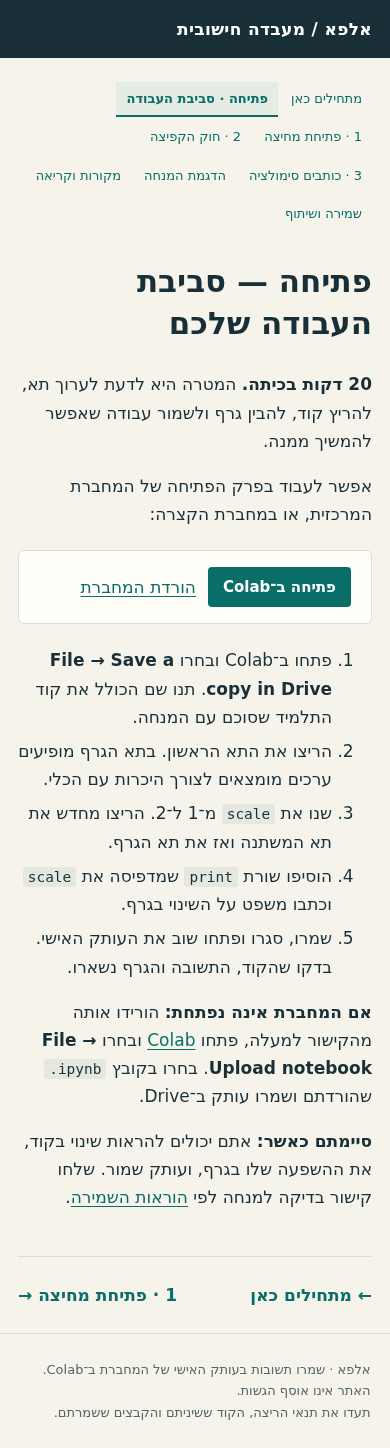 אלפא / מעבדה חישובית
מתחילים כאן
פתיחה · סביבת העבודה
1 · פתיחת מחיצה
2 · חוק הקפיצה
3 · כותבים סימולציה
הדגמת המנחה
מקורות וקריאה
שמירה ושיתוף
פתיחה — סביבת
העבודה שלכם
20 דקות בכיתה. המטרה היא לדעת לערוך תא,
להריץ קוד, להבין גרף ולשמור עבודה שאפשר
להמשיך ממנה.
אפשר לעבוד בפרק הפתיחה של המחברת
המרכזית, או במחברת הקצרה:
פתיחה ב־Colab
הורדת המחברת
1. פתחו ב־Colab ובחרו File → Save a
copy in Drive. תנו שם הכולל את קוד
התלמיד שסוכם עם המנחה.
2. הריצו את התא הראשון. בתא הגרף מופיעים
ערכים מומצאים לצורך היכרות עם הכלי.
3. שנו את scale מ־1 ל־2. הריצו מחדש את
תא המשתנה ואז את תא הגרף.
4. הוסיפו שורת print שמדפיסה את scale
וכתבו משפט על השינוי בגרף.
5. שמרו, סגרו ופתחו שוב את העותק האישי.
בדקו שהקוד, התשובה והגרף נשארו.
אם המחברת אינה נפתחת: הורידו אותה
מהקישור למעלה, פתחו Colab ובחרו File →
Upload notebook. בחרו בקובץ .ipynb
שהורדתם ושמרו עותק ב־Drive.
סיימתם כאשר: אתם יכולים להראות שינוי בקוד,
את ההשפעה שלו בגרף, ועותק שמור. שלחו
קישור בדיקה למנחה לפי הוראות השמירה.
← מתחילים כאן
1 · פתיחת מחיצה →
אלפא · שמרו תשובות בעותק האישי של המחברת ב־Colab.
האתר אינו אוסף הגשות.
תעדו את תנאי הריצה, הקוד ששיניתם והקבצים ששמרתם.